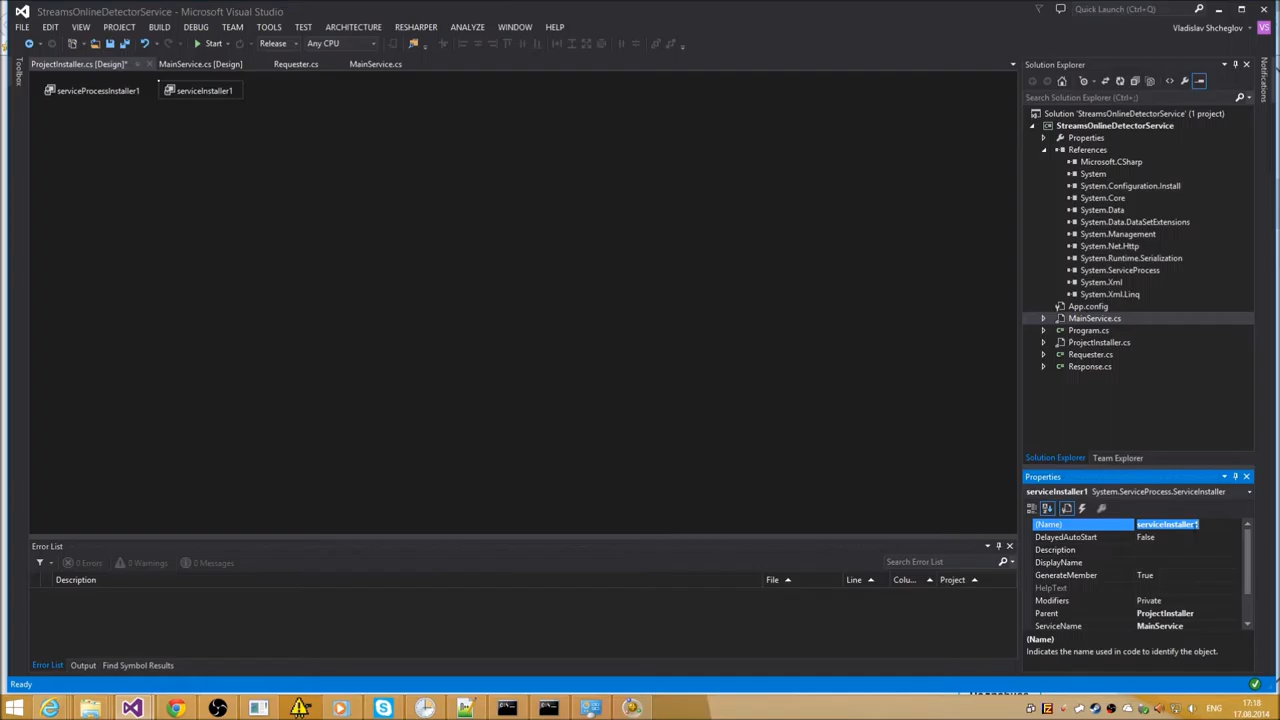 StreamsOnlineDetectorService - Microsoft Visual Studio
Quick Launch (Ctrl+;)
FILE EDIT VIEW PROJECT BUILD DEBUG TEAM TOOLS TEST ARCHITECTURE RESHARPER ANALYZE WINDOW HELP
Vladislav Shcheglov VS
Start Release Any CPU
ProjectInstaller.cs [Design]* MainService.cs [Design] Requester.cs MainService.cs
Toolbox
serviceProcessInstaller1 serviceInstaller1
Solution Explorer
Notifications
Search Solution Explorer (Ctrl+;)
Solution 'StreamsOnlineDetectorService' (1 project)
StreamsOnlineDetectorService
Properties
References
Microsoft.CSharp
System
System.Configuration.Install
System.Core
System.Data
System.Data.DataSetExtensions
System.Management
System.Net.Http
System.Runtime.Serialization
System.ServiceProcess
System.Xml
System.Xml.Linq
App.config
MainService.cs
Program.cs
ProjectInstaller.cs
Requester.cs
Response.cs
Solution Explorer Team Explorer
Properties
serviceInstaller1 System.ServiceProcess.ServiceInstaller
(Name) serviceInstaller1
DelayedAutoStart False
Description
DisplayName
GenerateMember True
HelpText
Modifiers Private
Parent ProjectInstaller
ServiceName MainService
(Name)
Indicates the name used in code to identify the object.
Error List
0 Errors 0 Warnings 0 Messages
Search Error List
Description File Line Colu... Project
Error List Output Find Symbol Results
Ready
ENG
17:18
17.08.2014